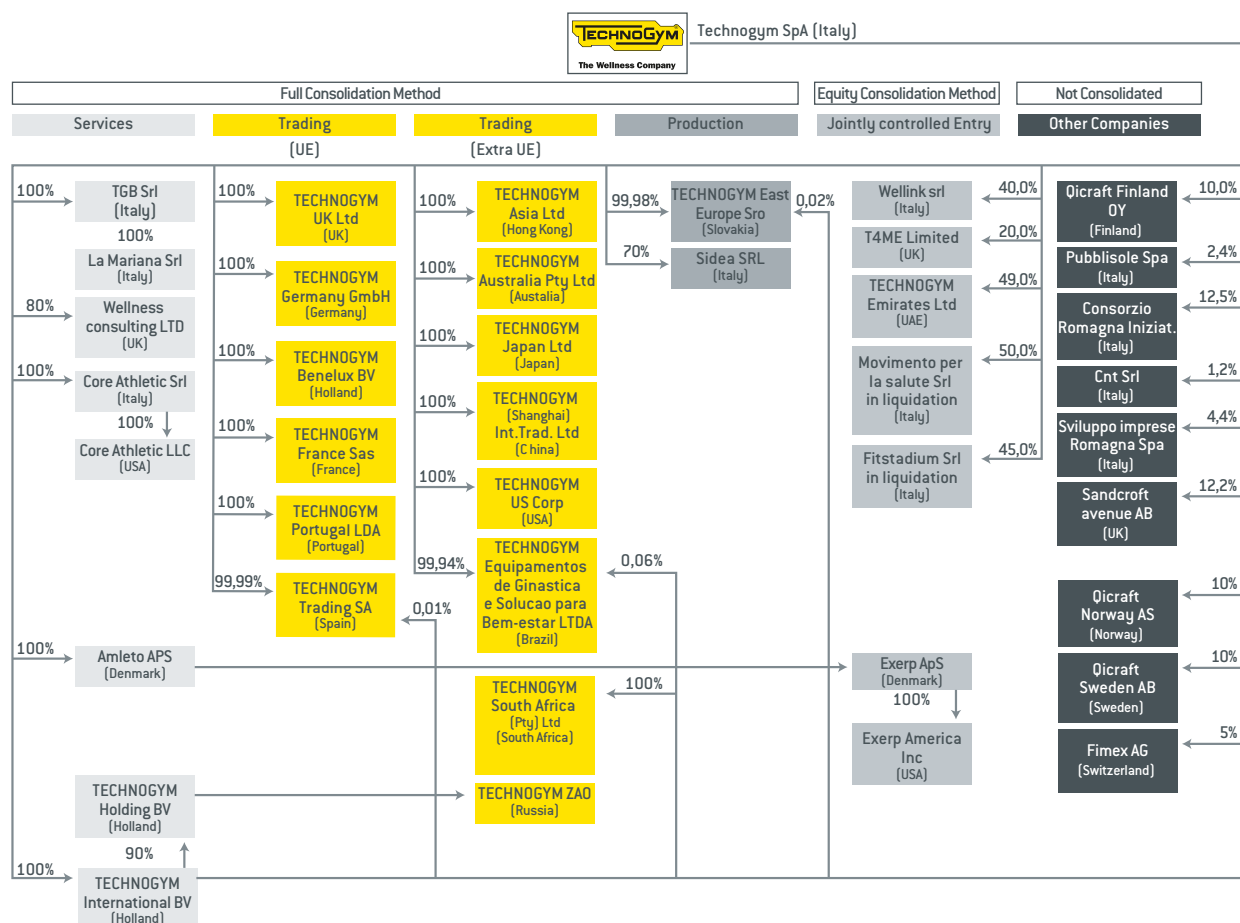 TECHNOGYM
The Wellness Company
Technogym SpA (Italy)
Full Consolidation Method
Equity Consolidation Method
Not Consolidated
Services
Trading
Trading
Production
Jointly controlled Entry
Other Companies
(UE)
(Extra UE)
100%
TGB Srl
(Italy)
100%
La Mariana Srl
(Italy)
80%
Wellness
consulting LTD
(UK)
100%
Core Athletic Srl
(Italy)
100%
Core Athletic LLC
(USA)
100%
Amleto APS
(Denmark)
TECHNOGYM
Holding BV
(Holland)
90%
100%
TECHNOGYM
International BV
(Holland)
100%
TECHNOGYM
UK Ltd
(UK)
100%
TECHNOGYM
Germany GmbH
(Germany)
100%
TECHNOGYM
Benelux BV
(Holland)
100%
TECHNOGYM
France Sas
(France)
100%
TECHNOGYM
Portugal LDA
(Portugal)
99,99%
TECHNOGYM
Trading SA
(Spain)
0,01%
100%
TECHNOGYM
Asia Ltd
(Hong Kong)
100%
TECHNOGYM
Australia Pty Ltd
(Austalia)
100%
TECHNOGYM
Japan Ltd
(Japan)
100%
TECHNOGYM
(Shanghai)
Int.Trad. Ltd
(C hina)
100%
TECHNOGYM
US Corp
(USA)
99,94%
TECHNOGYM
Equipamentos
de Ginastica
e Solucao para
Bem-estar LTDA
(Brazil)
0,06%
TECHNOGYM
South Africa
(Pty) Ltd
(South Africa)
100%
TECHNOGYM ZAO
(Russia)
99,98%
TECHNOGYM East
Europe Sro
(Slovakia)
0,02%
70%
Sidea SRL
(Italy)
Wellink srl
(Italy)
40,0%
T4ME Limited
(UK)
20,0%
TECHNOGYM
Emirates Ltd
(UAE)
49,0%
Movimento per
la salute Srl
in liquidation
(Italy)
50,0%
Fitstadium Srl
in liquidation
(Italy)
45,0%
Exerp ApS
(Denmark)
100%
Exerp America
Inc
(USA)
Qicraft Finland
OY
(Finland)
10,0%
Pubblisole Spa
(Italy)
2,4%
Consorzio
Romagna Iniziat.
(Italy)
12,5%
Cnt Srl
(Italy)
1,2%
Sviluppo imprese
Romagna Spa
(Italy)
4,4%
Sandcroft
avenue AB
(UK)
12,2%
Qicraft
Norway AS
(Norway)
10%
Qicraft
Sweden AB
(Sweden)
10%
Fimex AG
(Switzerland)
5%